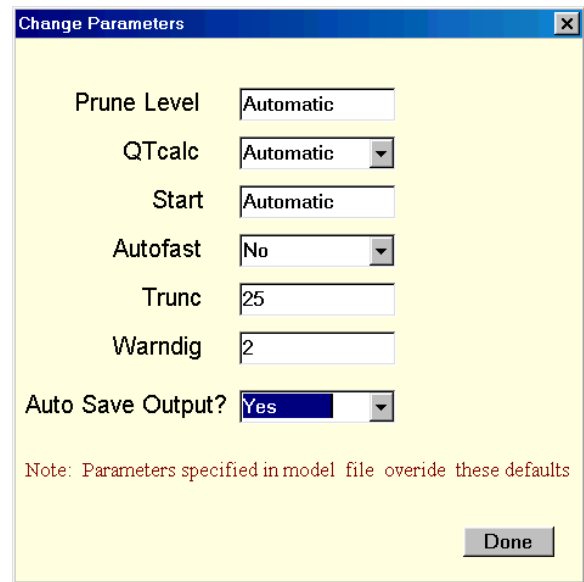 Change Parameters
Prune Level Automatic
QTcalc Automatic
Start Automatic
Autofast No
Trunc 25
Warndig 2
Auto Save Output? Yes
Note: Parameters specified in model file overide these defaults
Done